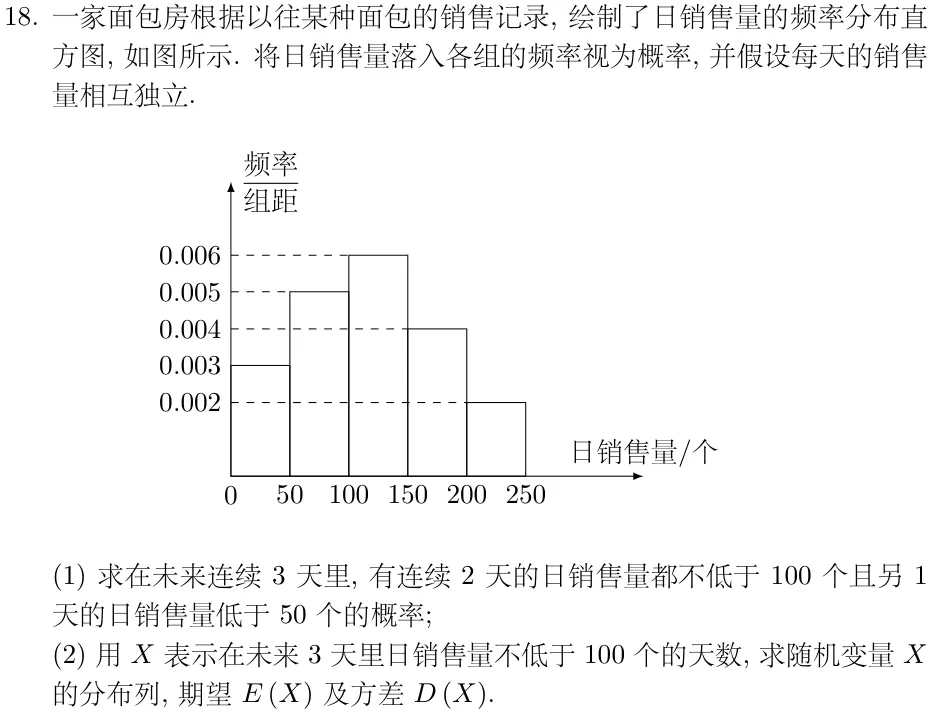 18. 一家面包房根据以往某种面包的销售记录, 绘制了日销售量的频率分布直
方图, 如图所示. 将日销售量落入各组的频率视为概率, 并假设每天的销售
量相互独立.
频率
组距
0.006
0.005
0.004
0.003
0.002
日销售量/个
0 50 100 150 200 250
(1) 求在未来连续 3 天里, 有连续 2 天的日销售量都不低于 100 个且另 1
天的日销售量低于 50 个的概率;
(2) 用 X 表示在未来 3 天里日销售量不低于 100 个的天数, 求随机变量 X
的分布列, 期望 E (X) 及方差 D (X).